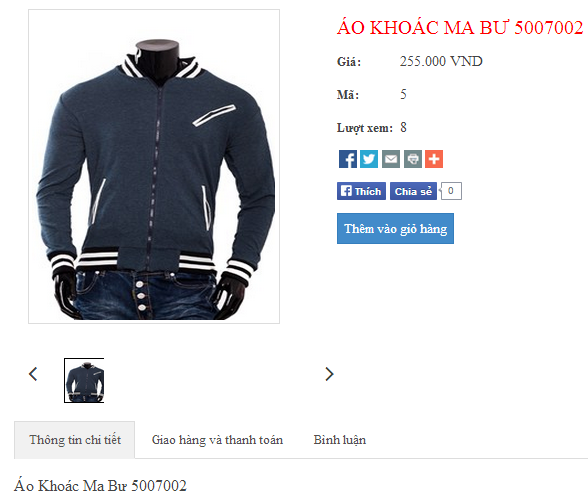 ÁO KHOÁC MA BƯ 5007002
Giá: 255.000 VND
Mã: 5
Lượt xem: 8
Thích Chia sẻ 0
Thêm vào giỏ hàng
Thông tin chi tiết Giao hàng và thanh toán Bình luận
Áo Khoác Ma Bư 5007002